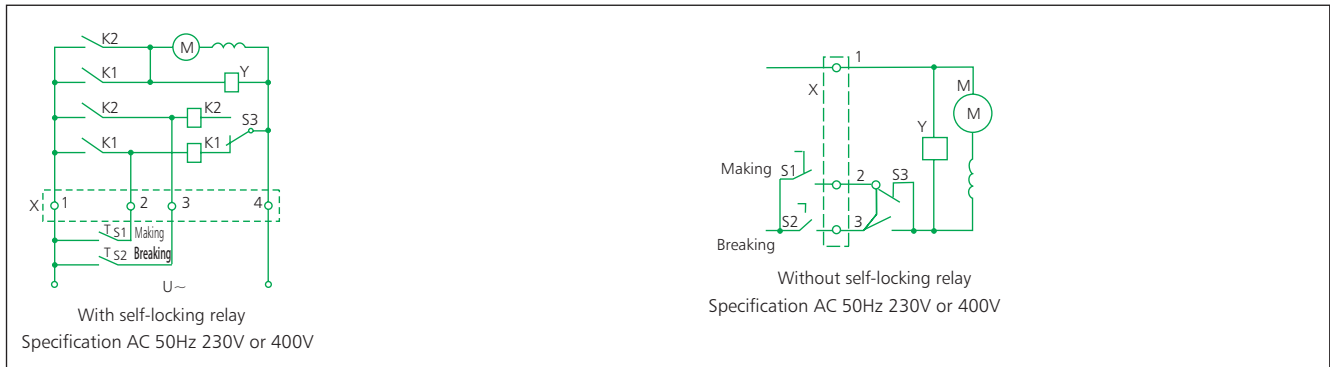 K2
M
K1
Y
K2
K2
S3
K1
K1
X 1 2 3 4
S1 Making
S2 Breaking
U~
With self-locking relay
Specification AC 50Hz 230V or 400V
1
X
M
M
Y
Making S1
2 S3
S2 3
Breaking
Without self-locking relay
Specification AC 50Hz 230V or 400V